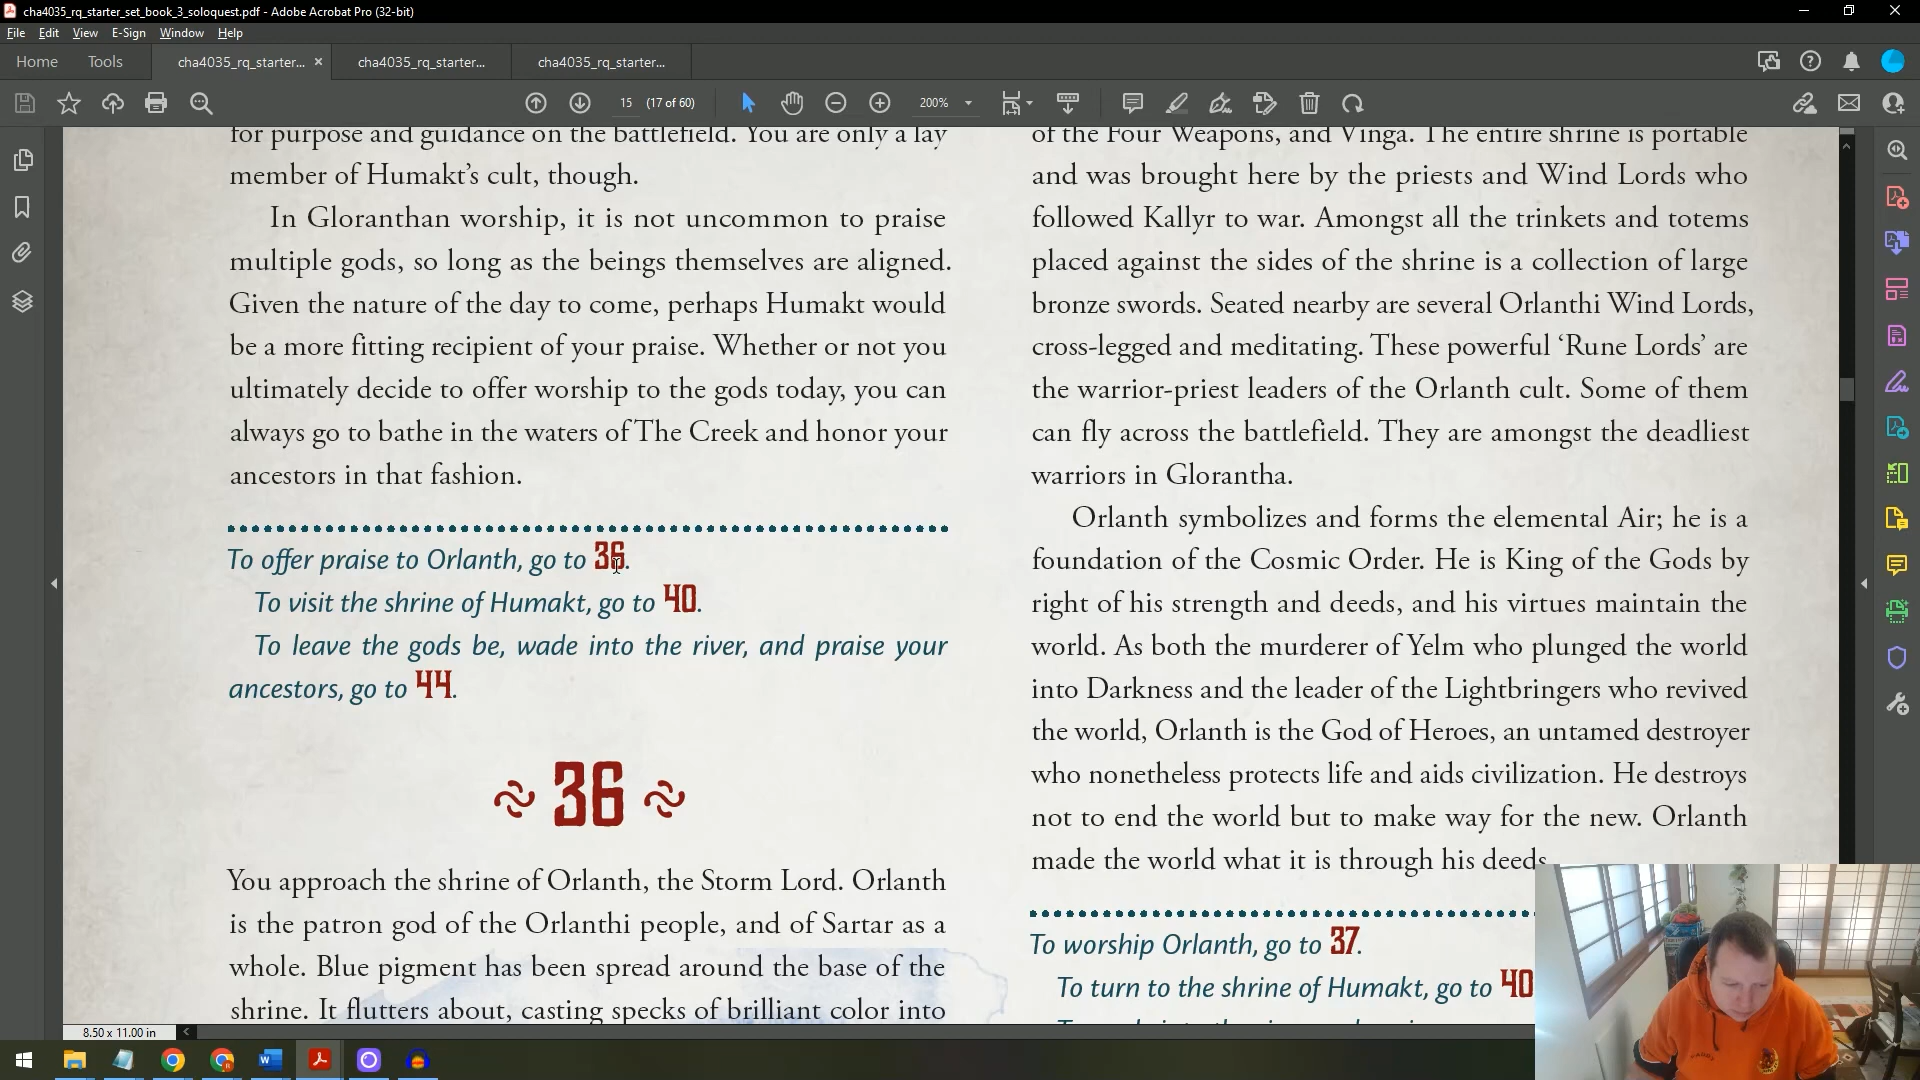 cha4035_rq_starter_set_book_3_soloquest.pdf - Adobe Acrobat Pro (32-bit)
File Edit View E-Sign Window Help
Home Tools cha4035_rq_starter... × cha4035_rq_starter... cha4035_rq_starter...
15 (17 of 60) 200%
for purpose and guidance on the battlefield. You are only a lay
member of Humakt's cult, though.
In Gloranthan worship, it is not uncommon to praise
multiple gods, so long as the beings themselves are aligned.
Given the nature of the day to come, perhaps Humakt would
be a more fitting recipient of your praise. Whether or not you
ultimately decide to offer worship to the gods today, you can
always go to bathe in the waters of The Creek and honor your
ancestors in that fashion.
To offer praise to Orlanth, go to 36.
To visit the shrine of Humakt, go to 40.
To leave the gods be, wade into the river, and praise your
ancestors, go to 44.
36
You approach the shrine of Orlanth, the Storm Lord. Orlanth
is the patron god of the Orlanthi people, and of Sartar as a
whole. Blue pigment has been spread around the base of the
shrine. It flutters about, casting specks of brilliant color into
of the Four Weapons, and Vinga. The entire shrine is portable
and was brought here by the priests and Wind Lords who
followed Kallyr to war. Amongst all the trinkets and totems
placed against the sides of the shrine is a collection of large
bronze swords. Seated nearby are several Orlanthi Wind Lords,
cross-legged and meditating. These powerful ‘Rune Lords’ are
the warrior-priest leaders of the Orlanth cult. Some of them
can fly across the battlefield. They are amongst the deadliest
warriors in Glorantha.
Orlanth symbolizes and forms the elemental Air; he is a
foundation of the Cosmic Order. He is King of the Gods by
right of his strength and deeds, and his virtues maintain the
world. As both the murderer of Yelm who plunged the world
into Darkness and the leader of the Lightbringers who revived
the world, Orlanth is the God of Heroes, an untamed destroyer
who nonetheless protects life and aids civilization. He destroys
not to end the world but to make way for the new. Orlanth
made the world what it is through his deeds.
To worship Orlanth, go to 37.
To turn to the shrine of Humakt, go to 40
8.50 x 11.00 in